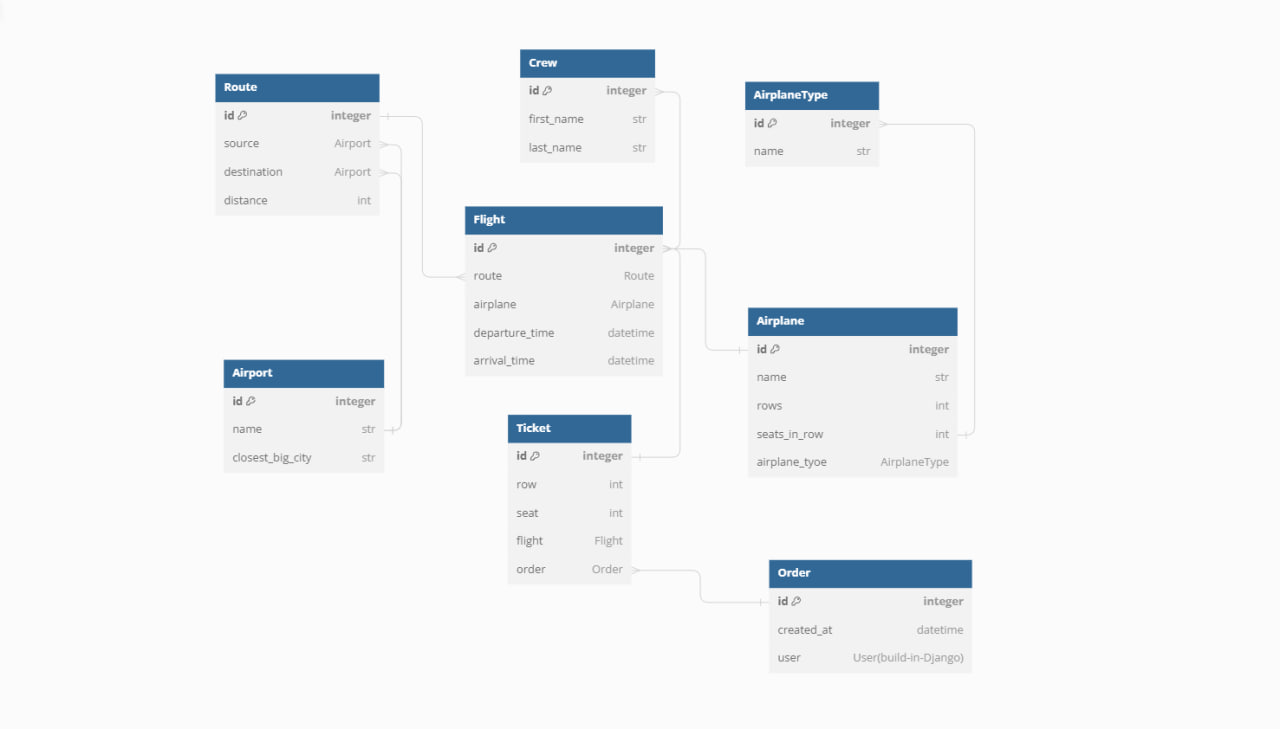 Route
id integer
source Airport
destination Airport
distance int
Crew
id integer
first_name str
last_name str
AirplaneType
id integer
name str
Flight
id integer
route Route
airplane Airplane
departure_time datetime
arrival_time datetime
Airplane
id integer
name str
rows int
seats_in_row int
airplane_tyoe AirplaneType
Airport
id integer
name str
closest_big_city str
Ticket
id integer
row int
seat int
flight Flight
order Order
Order
id integer
created_at datetime
user User(build-in-Django)